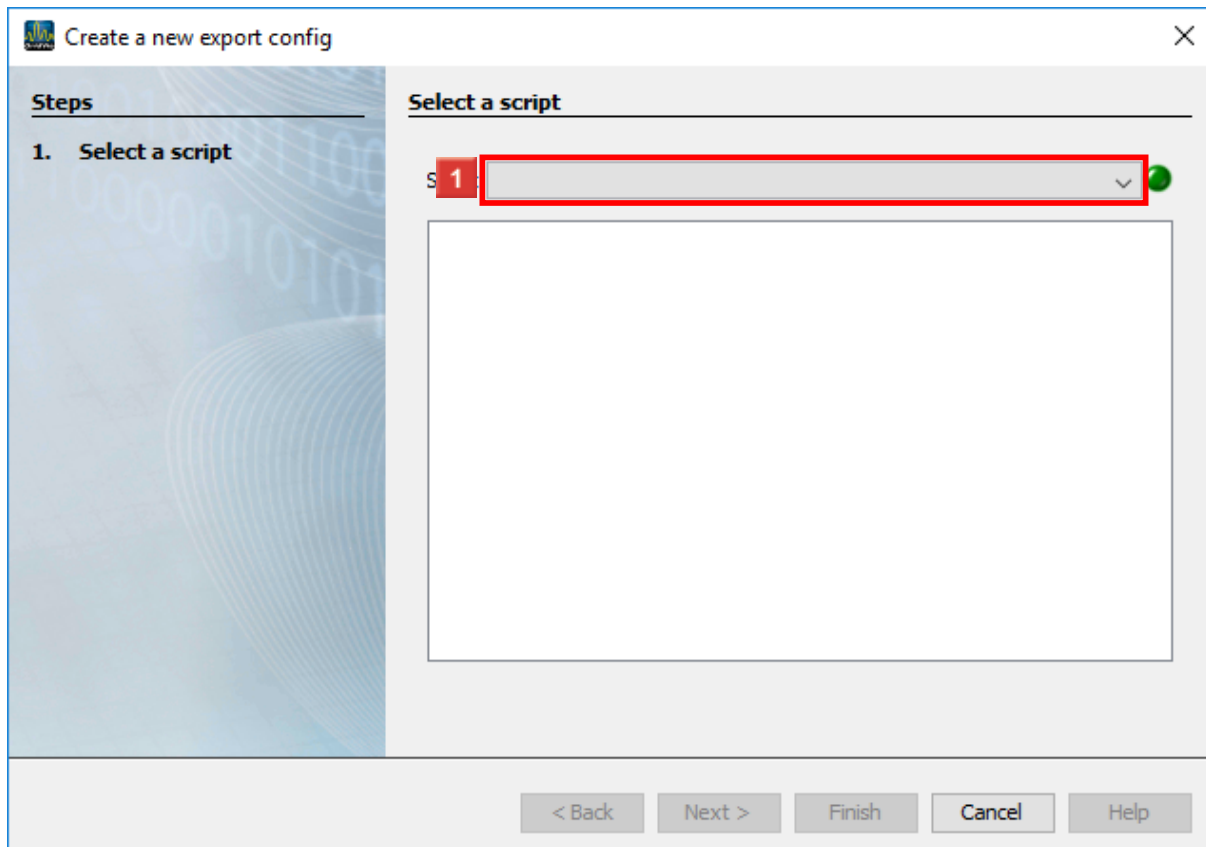 Create a new export config
Steps
Select a script
1. Select a script
1
< Back Next > Finish Cancel Help